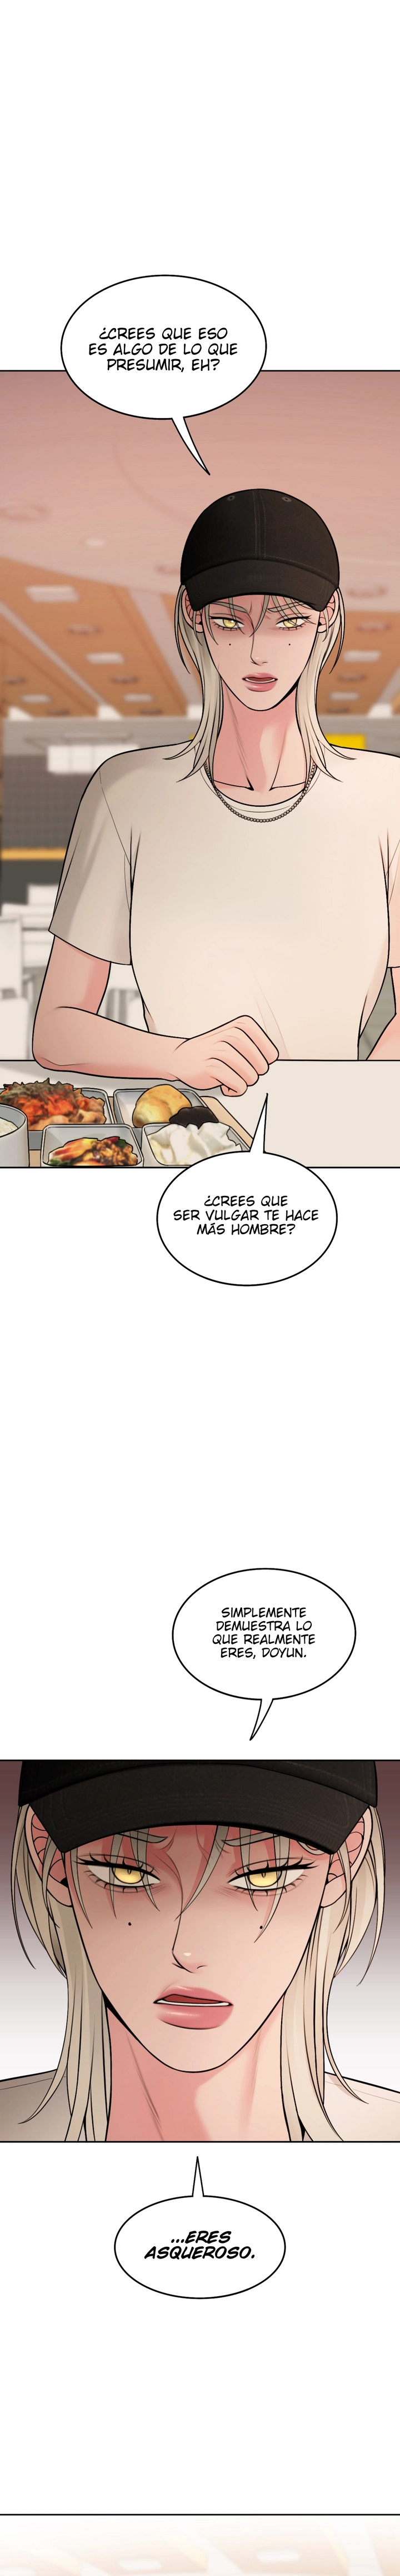 ¿CREES QUE ESO
ES ALGO DE LO QUE
PRESUMIR, EH?
¿CREES QUE
SER VULGAR TE HACE
MÁS HOMBRE?
SIMPLEMENTE
DEMUESTRA LO
QUE REALMENTE
ERES, DOYUN.
...ERES
ASQUEROSO.